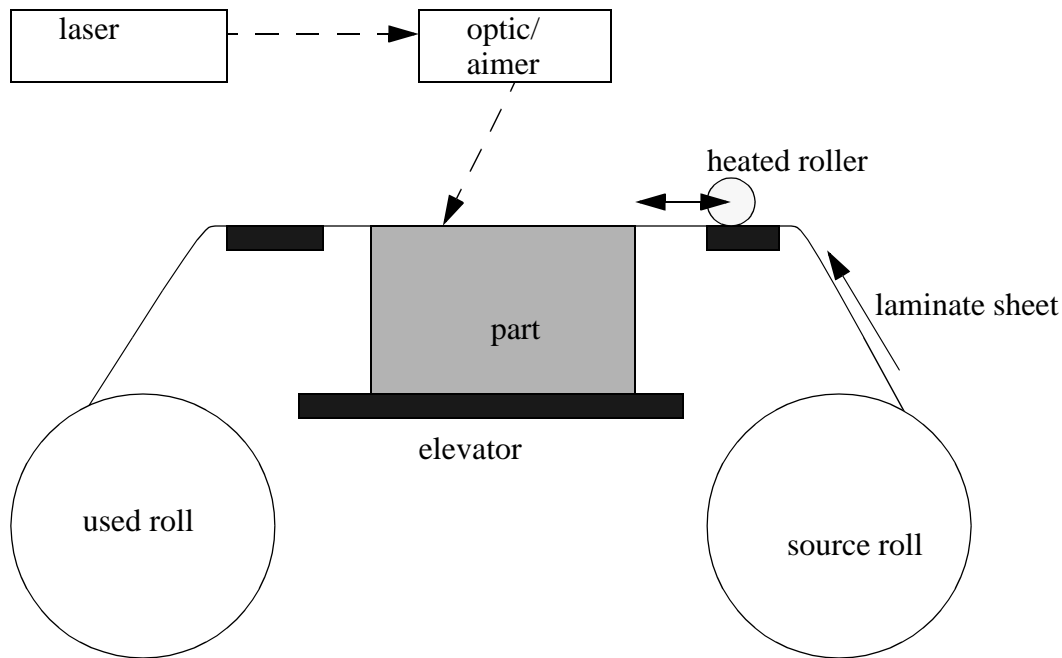 laser
optic/
aimer
heated roller
laminate sheet
part
elevator
used roll
source roll